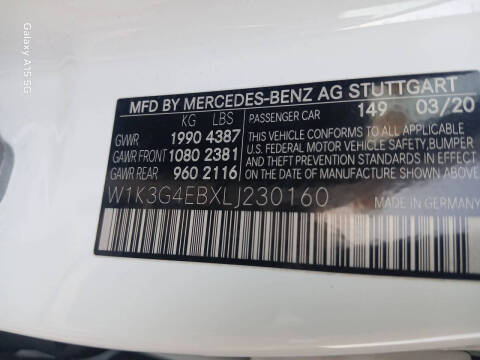 Galaxy A15 5G
MFD BY MERCEDES-BENZ AG STUTTGART
KG LBS PASSENGER CAR 149 03/20
GVWR 1990 4387 THIS VEHICLE CONFORMS TO ALL APPLICABLE U.S.
GAWR FRONT 1080 2381 FEDERAL MOTOR VEHICLE SAFETY, BUMPER
GAWR REAR 960 2116 AND THEFT PREVENTION STANDARDS IN EFFECT
ON THE DATE OF MANUFACTURE SHOWN ABOVE.
W1K3G4EBXLJ230160 MADE IN GERMANY